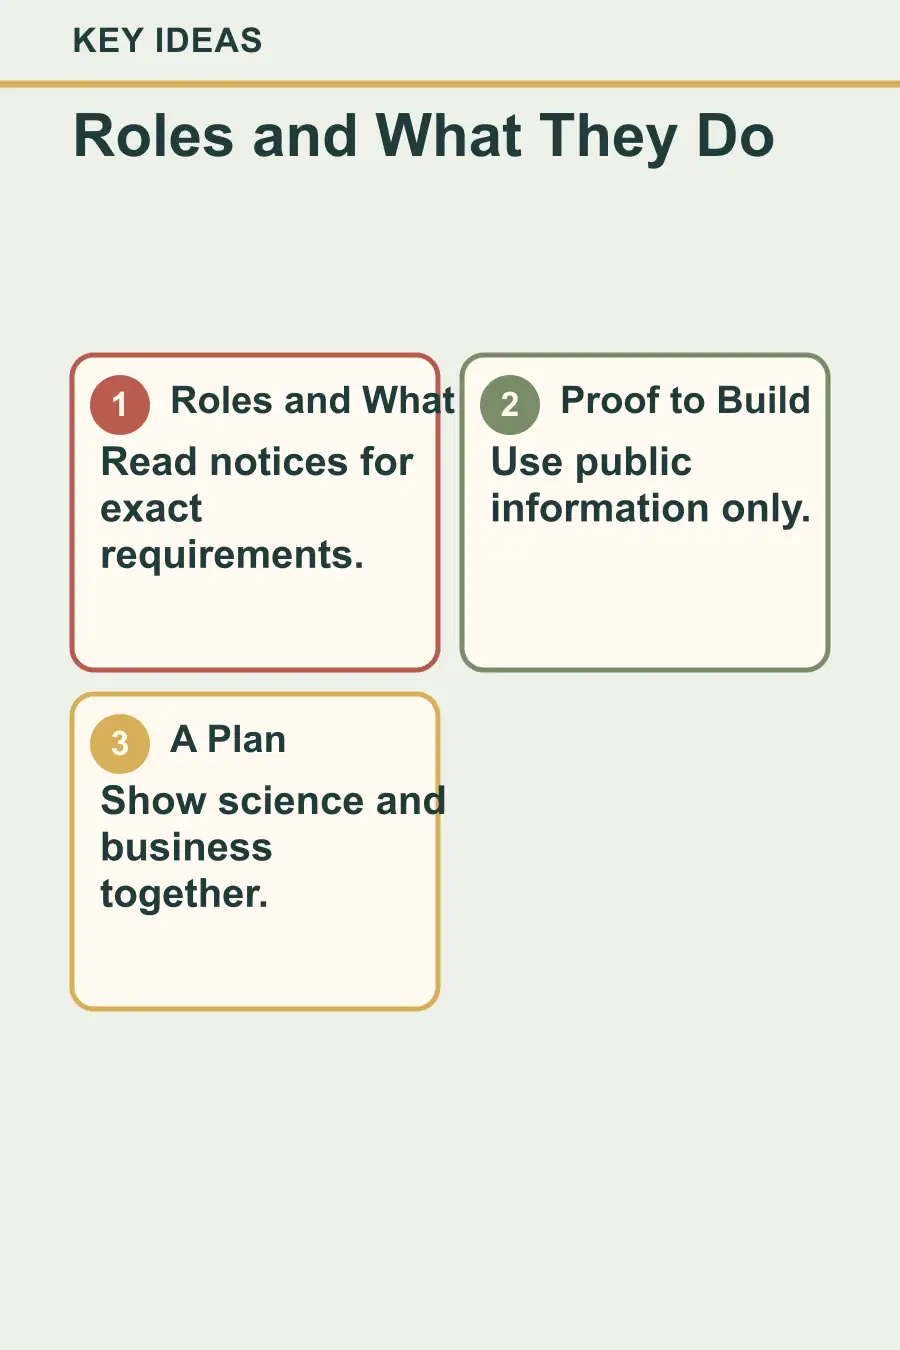 KEY IDEAS
Roles and What They Do
1 Roles and What
Read notices for
exact
requirements.
2 Proof to Build
Use public
information only.
3 A Plan
Show science and
business
together.